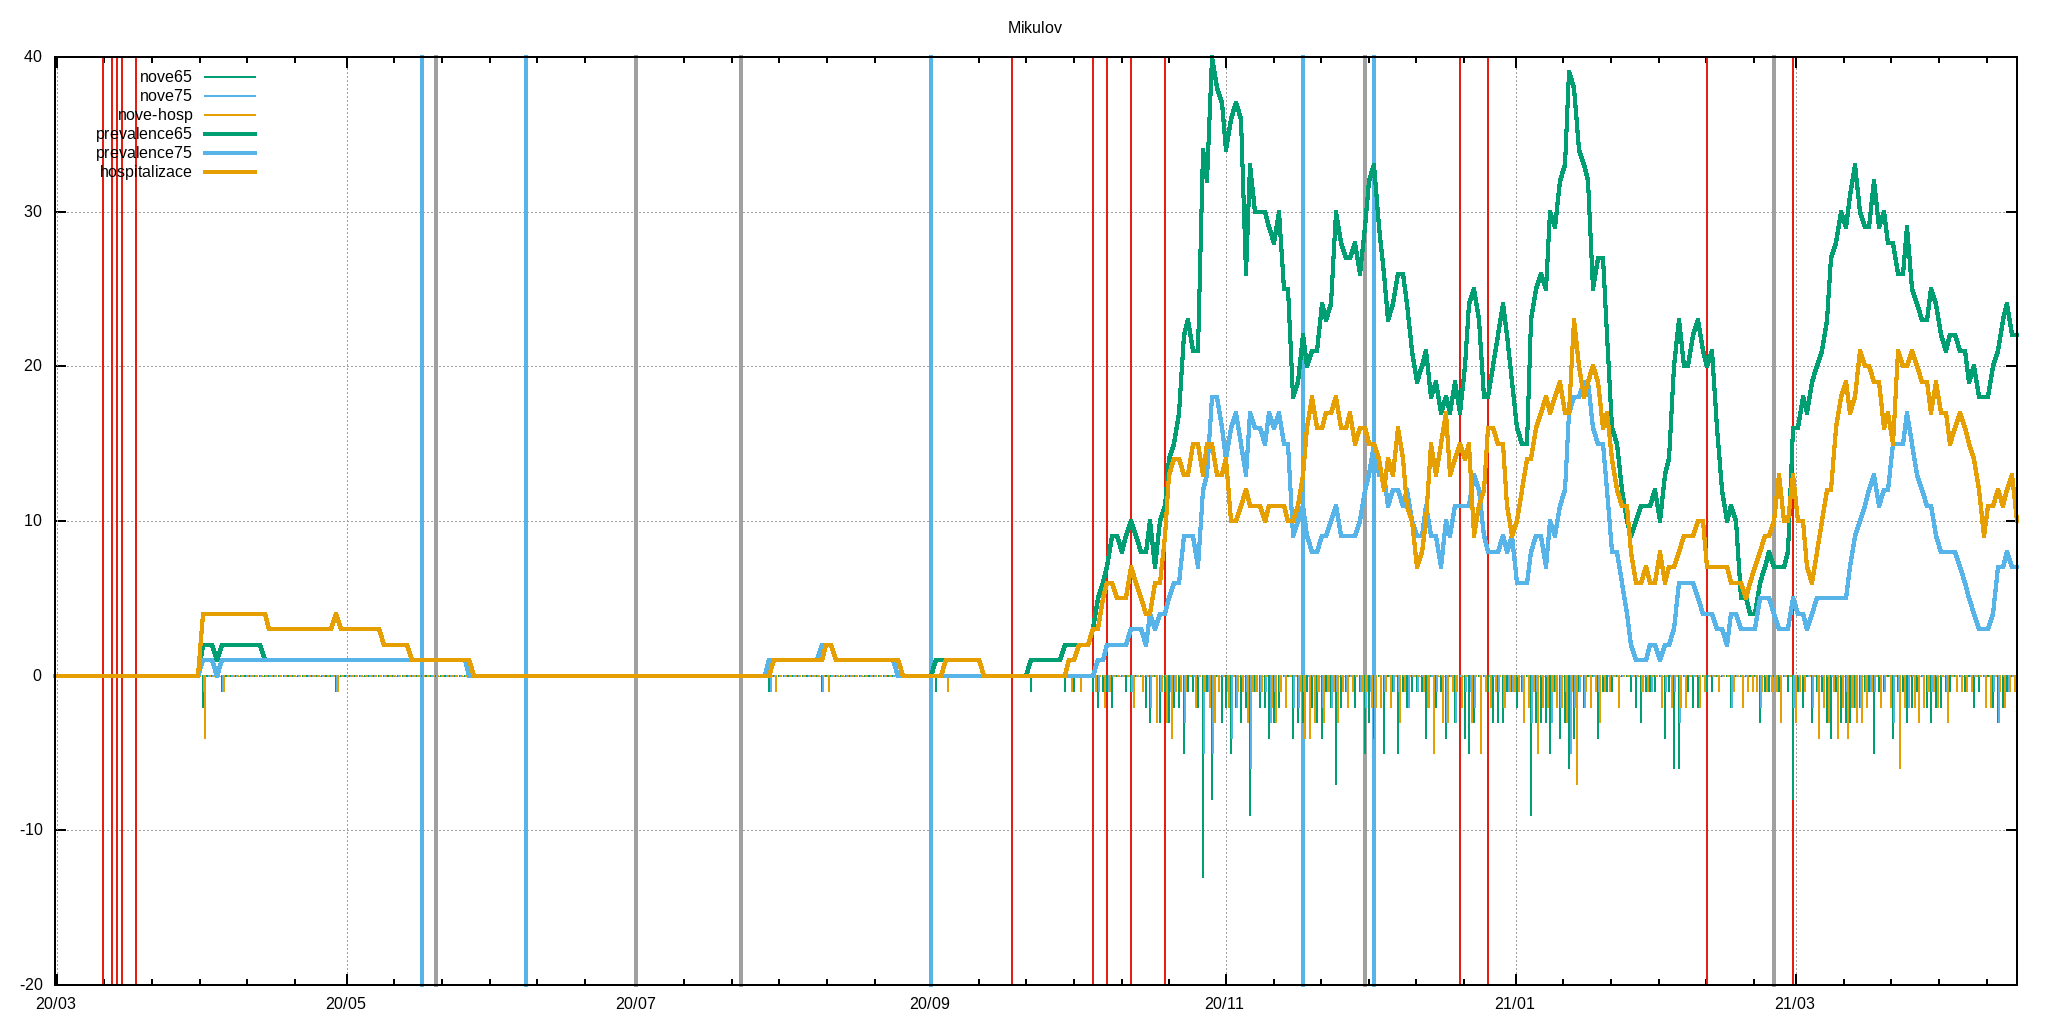 Mikulov
40
nove65
nove75
nove-hosp
prevalence65
prevalence75
hospitalizace
30
20
10
0
-10
-20
20/03 20/05 20/07 20/09 20/11 21/01 21/03